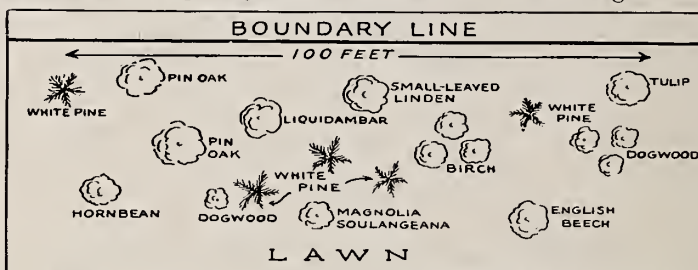 BOUNDARY LINE
100 FEET
PIN OAK
SMALL-LEAVED
LINDEN
TULIP
WHITE PINE
LIQUIDAMBAR
WHITE
PINE
PIN
OAK
BIRCH
DOGWOOD
WHITE
PINE
HORNBEAN
DOGWOOD
MAGNOLIA
SOULANGEANA
ENGLISH
BEECH
LAWN